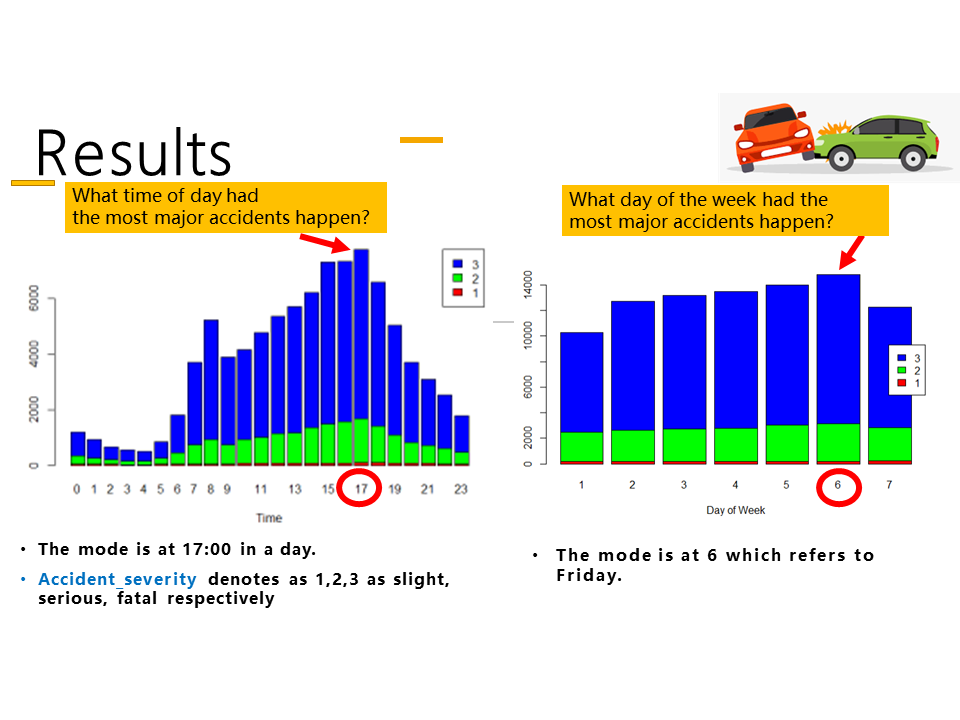 Results
What time of day had
the most major accidents happen?
What day of the week had the
most major accidents happen?
6000
4000
2000
0
3
2
1
0 1 2 3 4 5 6 7 8 9 11 13 15 17 19 21 23
Time
14000
10000
6000
2000
0
3
2
1
1 2 3 4 5 6 7
Day of Week
• The mode is at 17:00 in a day.
• Accident_severity denotes as 1,2,3 as slight,
serious, fatal respectively
• The mode is at 6 which refers to
Friday.